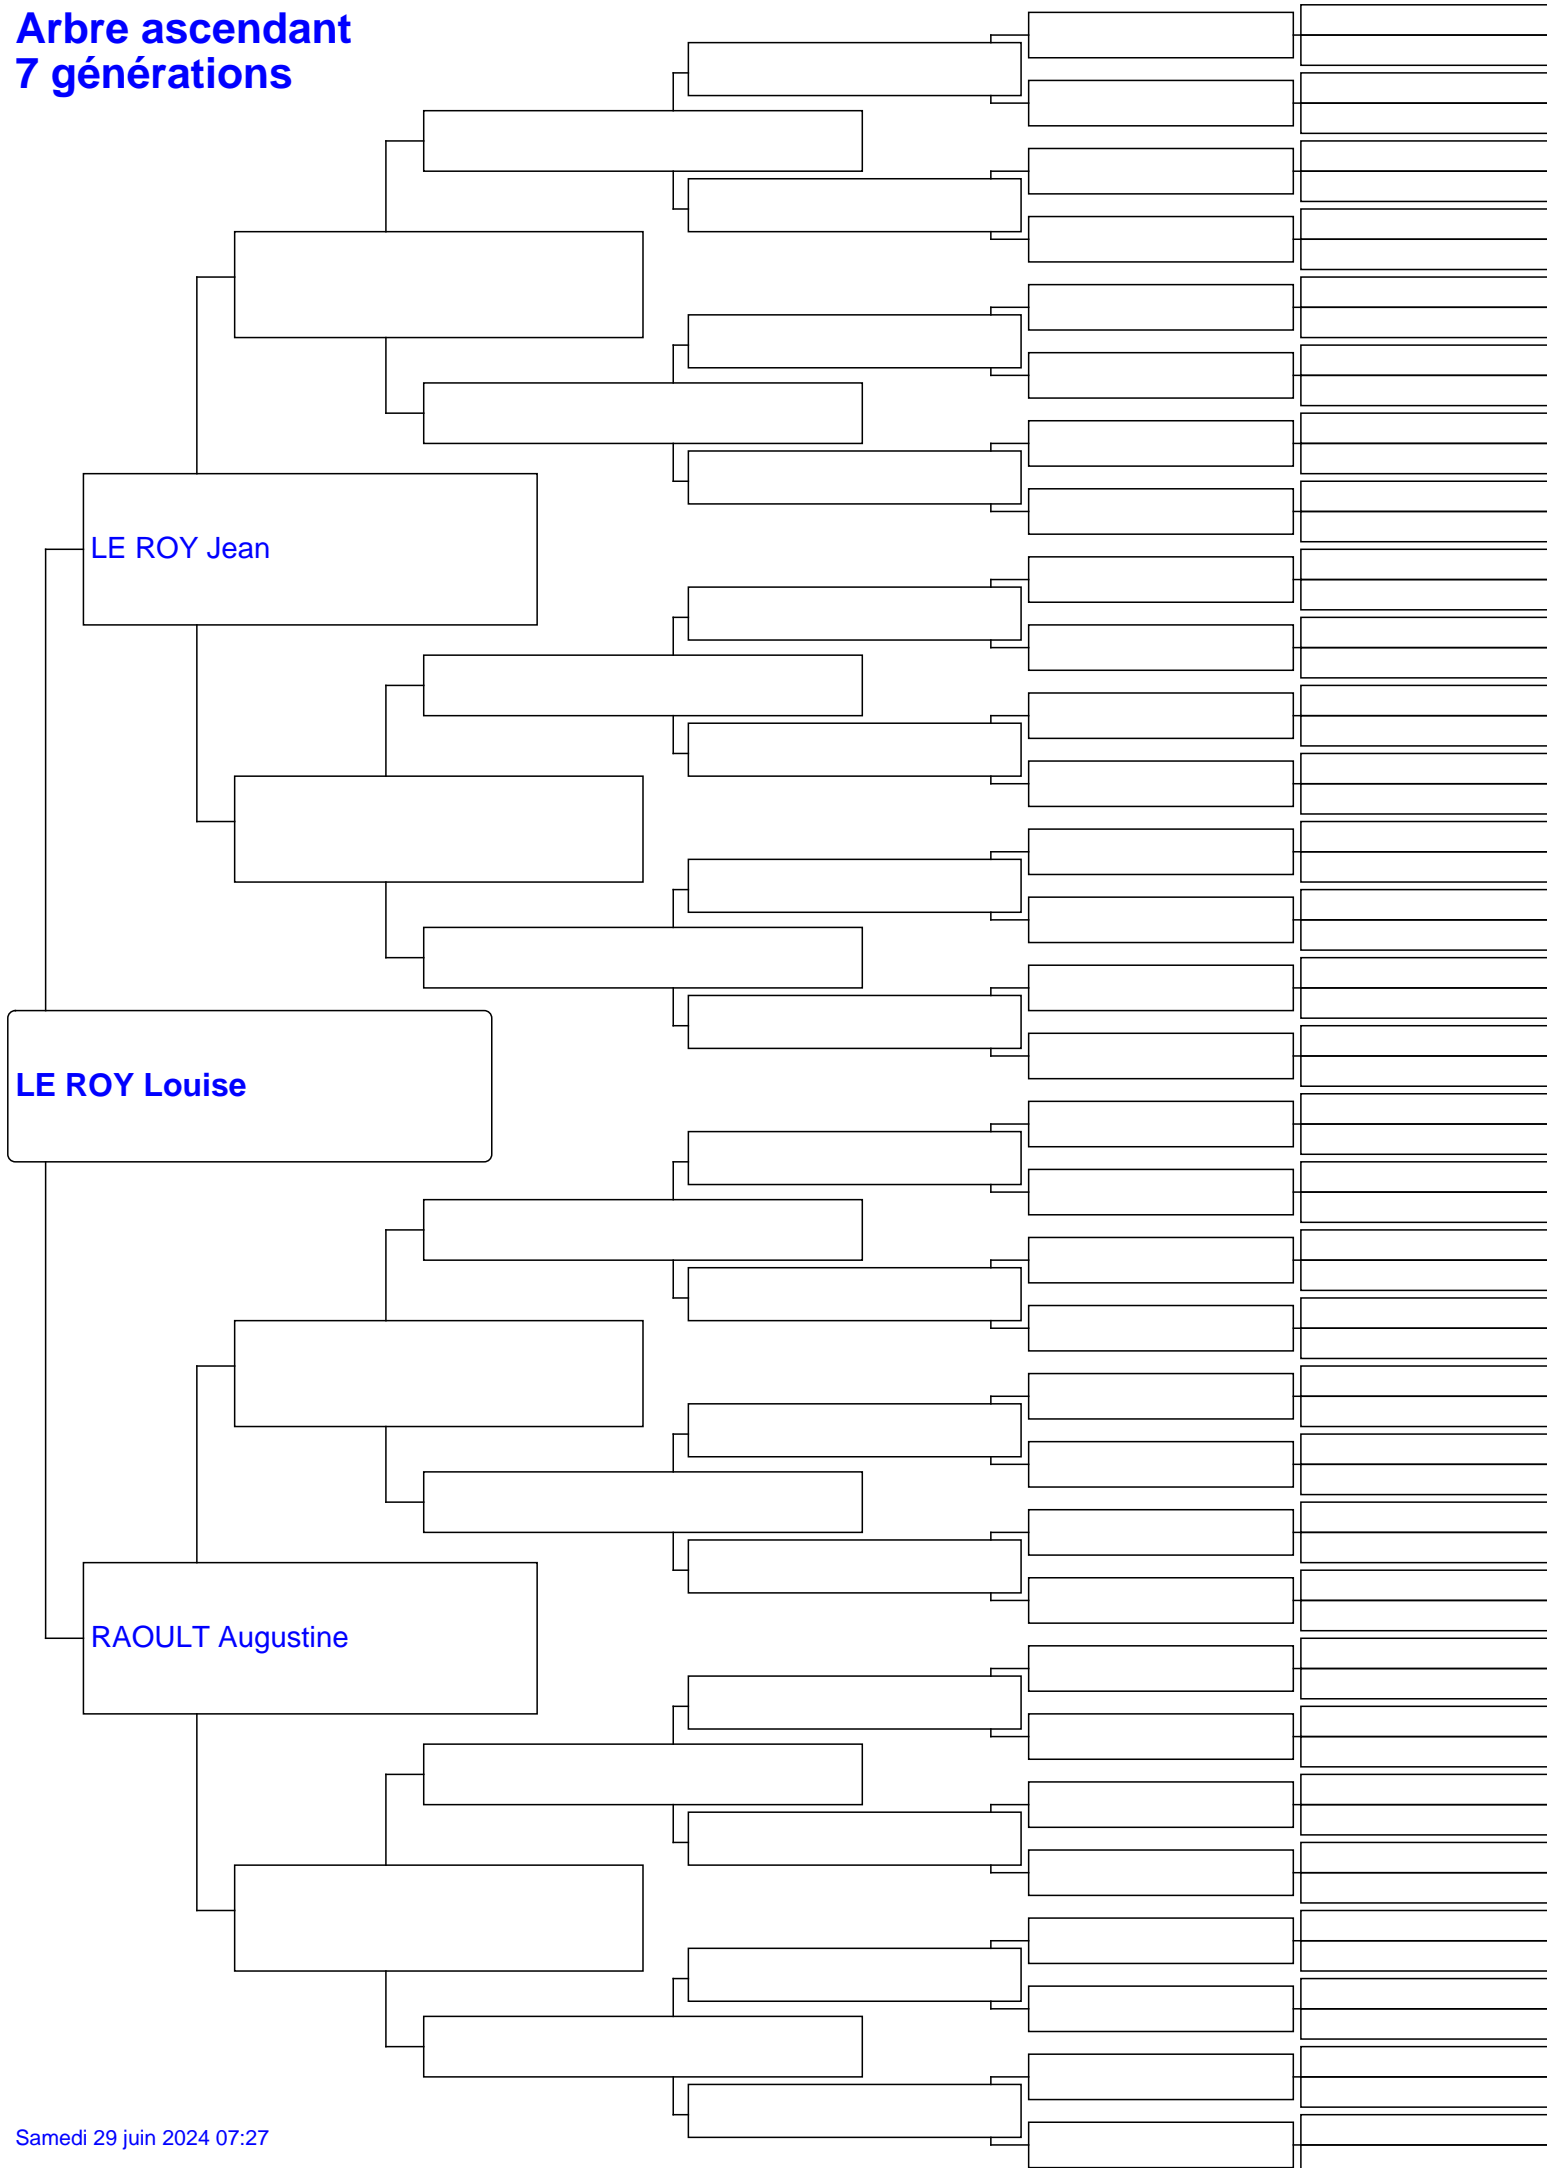 Arbre ascendant
7 générations
LE ROY Jean
LE ROY Louise
RAOULT Augustine
Samedi 29 juin 2024 07:27